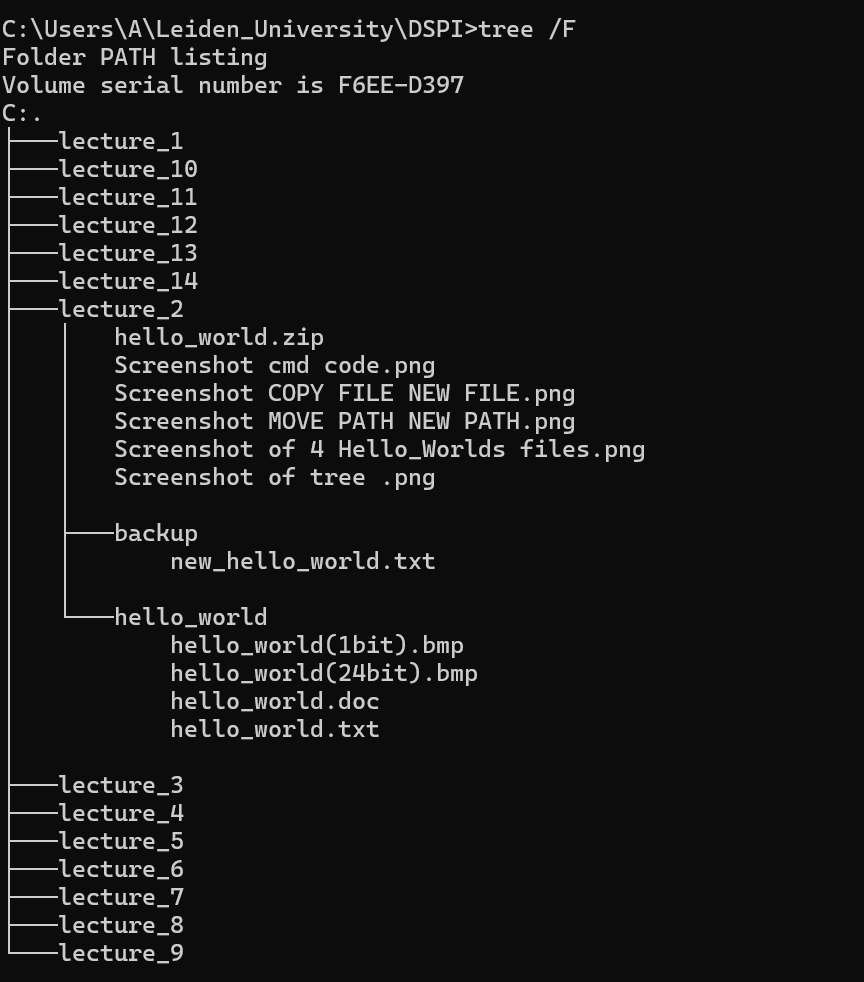 C:\Users\A\Leiden_University\DSPI>tree /F
Folder PATH listing
Volume serial number is F6EE-D397
C:.
├───lecture_1
├───lecture_10
├───lecture_11
├───lecture_12
├───lecture_13
├───lecture_14
├───lecture_2
│   │   hello_world.zip
│   │   Screenshot cmd code.png
│   │   Screenshot COPY FILE NEW FILE.png
│   │   Screenshot MOVE PATH NEW PATH.png
│   │   Screenshot of 4 Hello_Worlds files.png
│   │   Screenshot of tree .png
│   │
│   ├───backup
│   │       new_hello_world.txt
│   │
│   └───hello_world
│           hello_world(1bit).bmp
│           hello_world(24bit).bmp
│           hello_world.doc
│           hello_world.txt
│
├───lecture_3
├───lecture_4
├───lecture_5
├───lecture_6
├───lecture_7
├───lecture_8
└───lecture_9